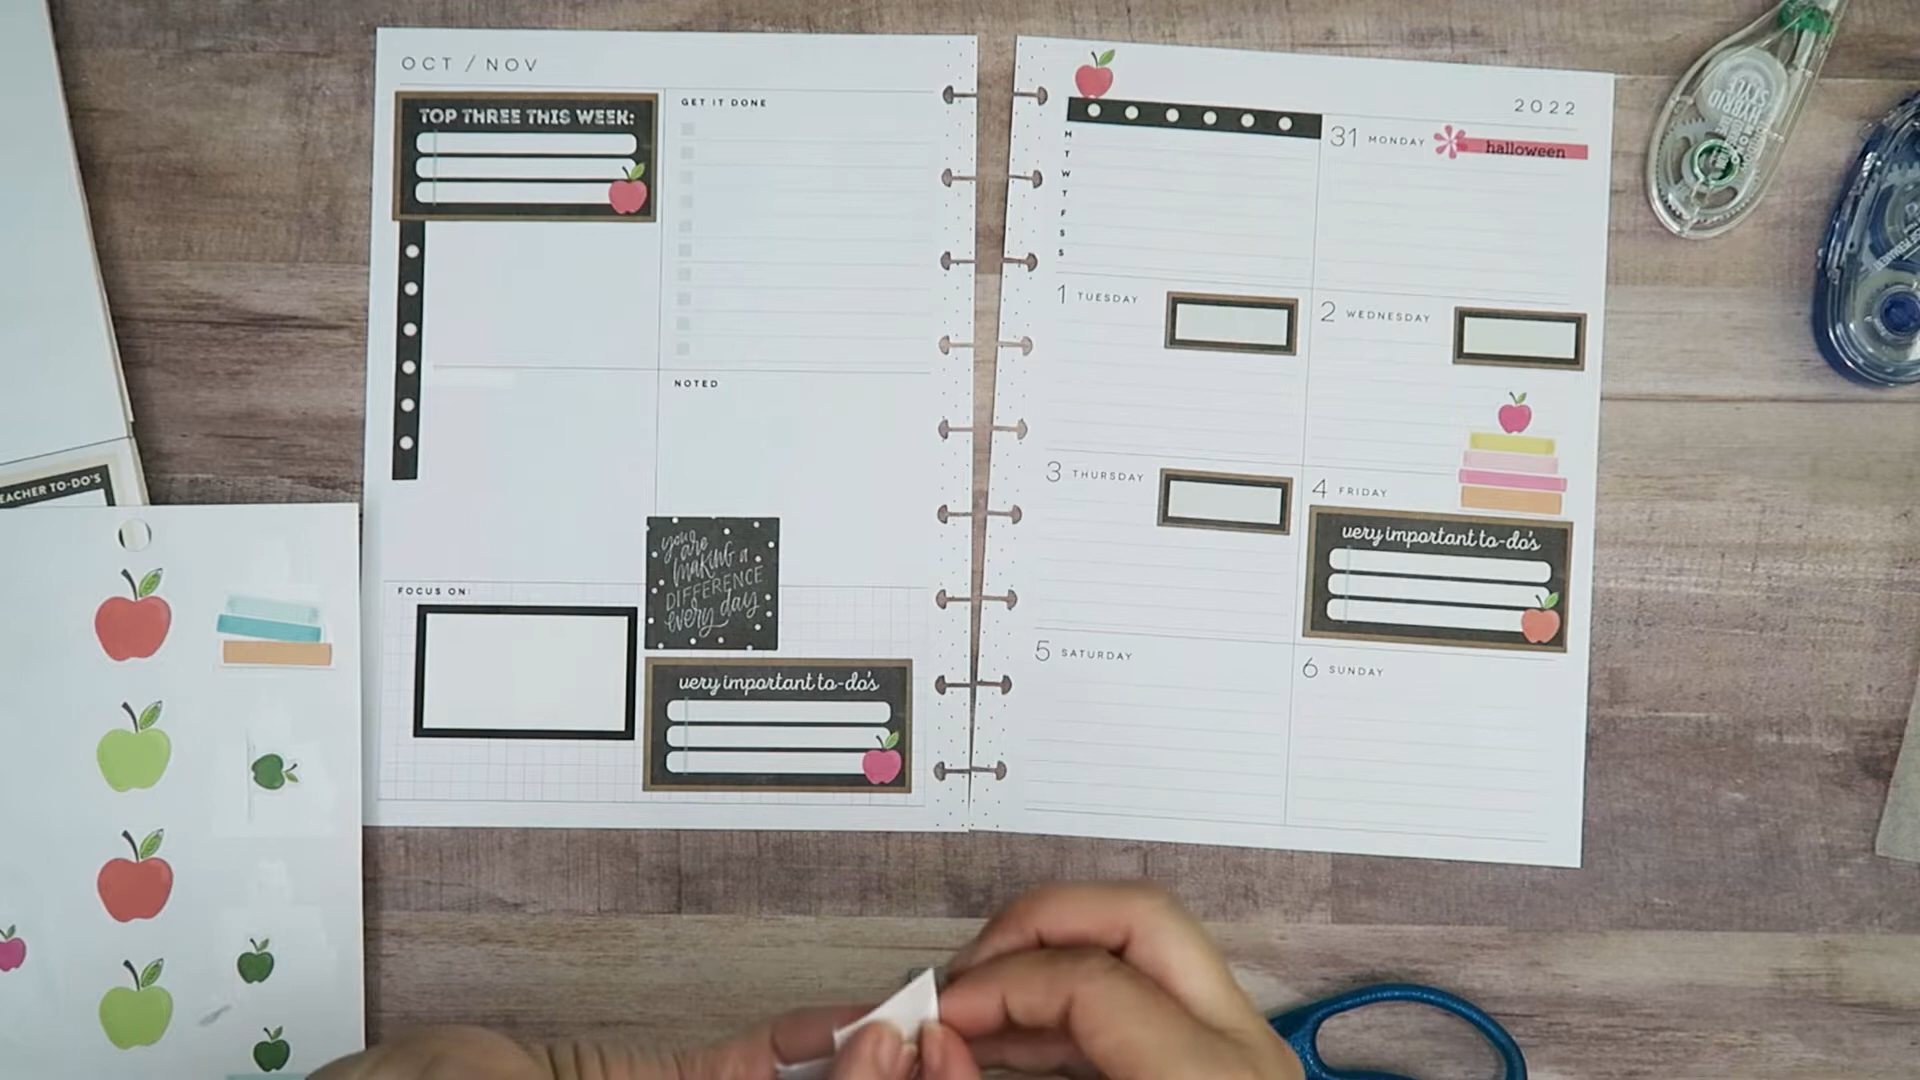 OCT / NOV
TOP THREE THIS WEEK:
GET IT DONE
NOTED
you are
making a
DIFFERENCE
every day
FOCUS ON:
very important to-do's
2022
M
T
W
T
F
S
S
31 MONDAY
halloween
1 TUESDAY
2 WEDNESDAY
3 THURSDAY
4 FRIDAY
very important to-do's
5 SATURDAY
6 SUNDAY
EACHER TO-DO'S
HYBRID
STYLE